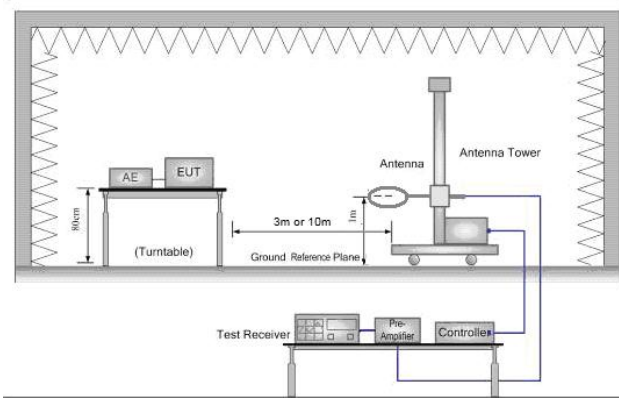 AE
EUT
Antenna
Antenna Tower
80cm
(Turntable)
3m or 10m
1m
Ground Reference Plane
Test Receiver
Pre-
Amplifier
Controller